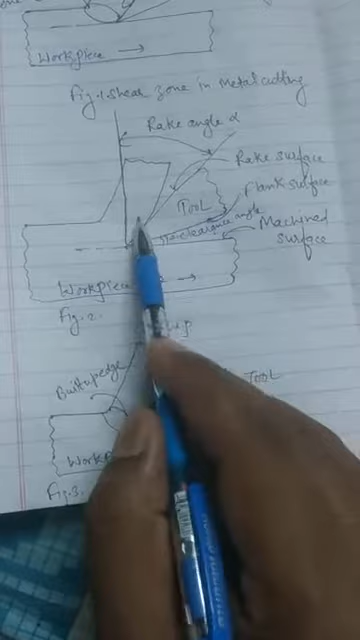 Workpiece
Fig.1. Shear zone in metal cutting
Rake angle α
Rake surface
Flank surface
Tool
clearance angle
Machined surface
Workpiece
Fig.2.
Built up edge
Tool
Fig.3.